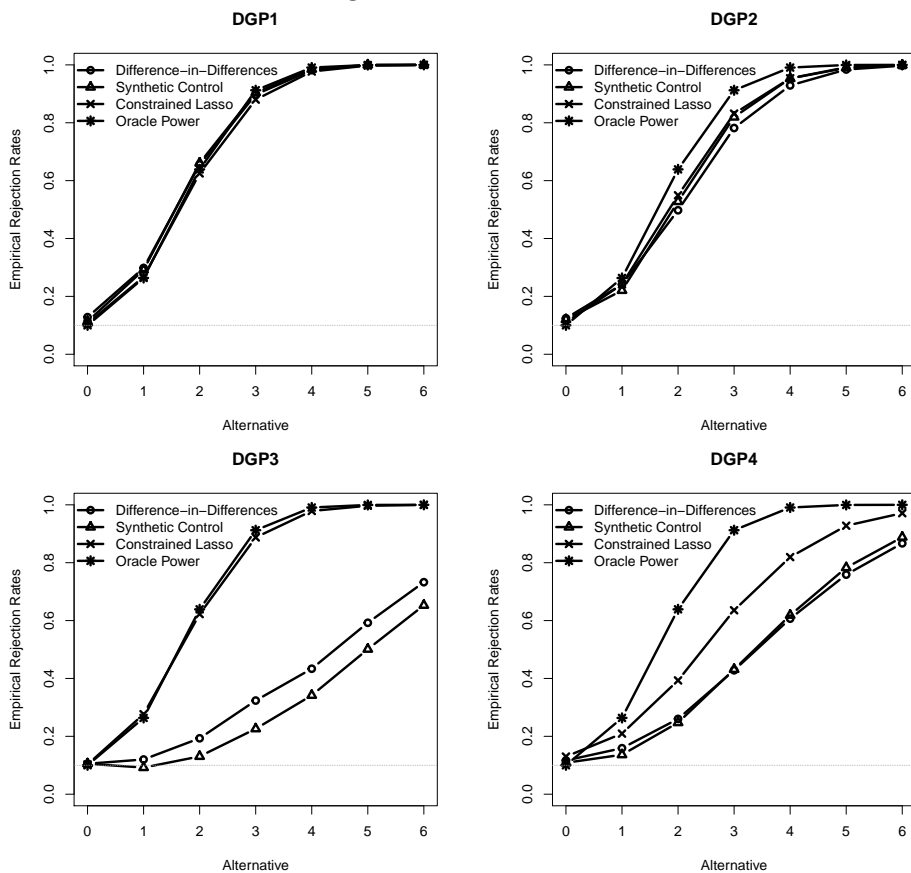 DGP1
Difference−in−Differences
Synthetic Control
Constrained Lasso
Oracle Power
Empirical Rejection Rates
1.0
0.8
0.6
0.4
0.2
0.0
0 1 2 3 4 5 6
Alternative
DGP2
Difference−in−Differences
Synthetic Control
Constrained Lasso
Oracle Power
Empirical Rejection Rates
1.0
0.8
0.6
0.4
0.2
0.0
0 1 2 3 4 5 6
Alternative
DGP3
Difference−in−Differences
Synthetic Control
Constrained Lasso
Oracle Power
Empirical Rejection Rates
1.0
0.8
0.6
0.4
0.2
0.0
0 1 2 3 4 5 6
Alternative
DGP4
Difference−in−Differences
Synthetic Control
Constrained Lasso
Oracle Power
Empirical Rejection Rates
1.0
0.8
0.6
0.4
0.2
0.0
0 1 2 3 4 5 6
Alternative